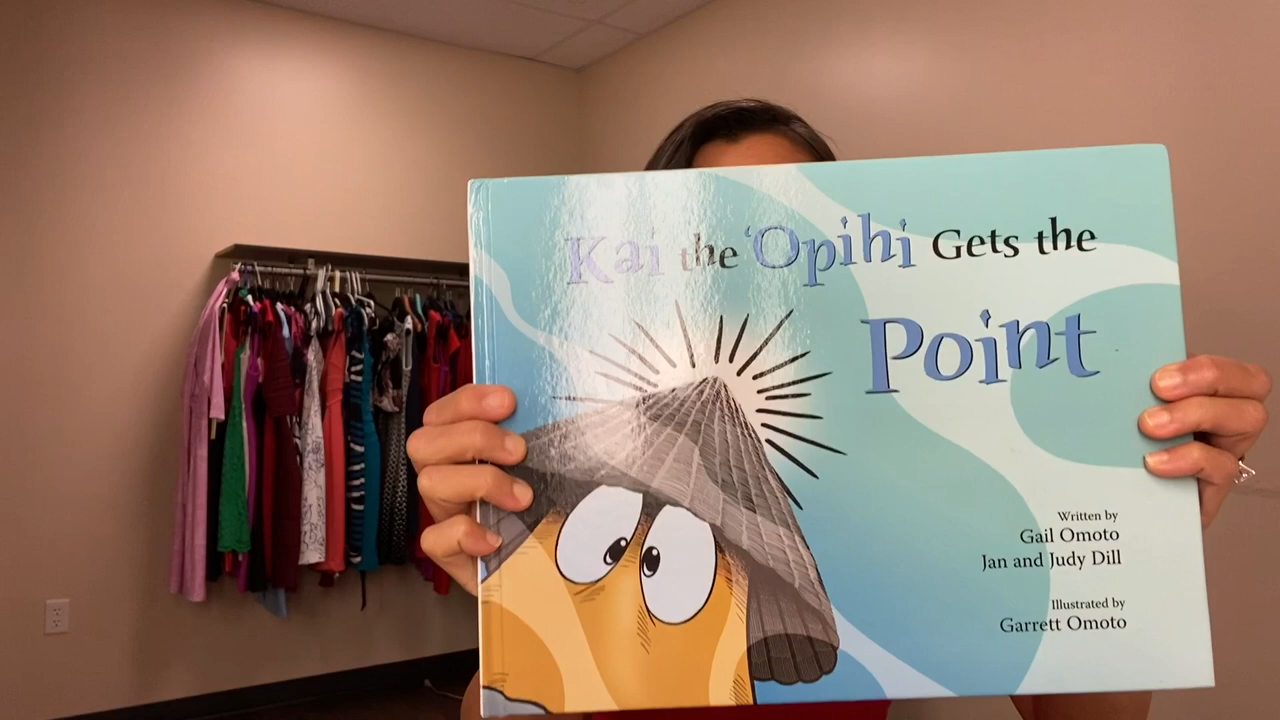 Kai the ʻOpihi Gets the
Point
Written by
Gail Omoto
Jan and Judy Dill
Illustrated by
Garrett Omoto